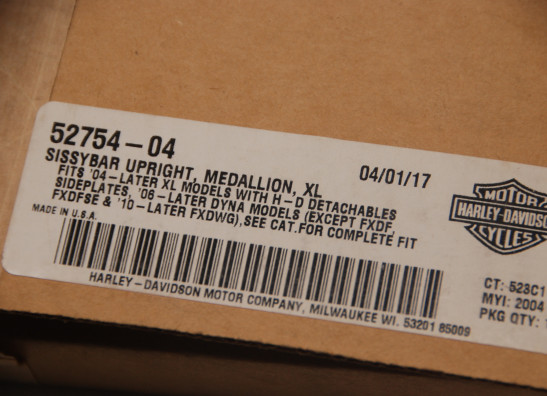 52754-04
SISSYBAR UPRIGHT, MEDALLION, XL
04/01/17
FITS '04-LATER XL MODELS WITH H-D DETACHABLES
SIDEPLATES, '06-LATER DYNA MODELS (EXCEPT FXDF,
FXDFSE & '10-LATER FXDWG), SEE CAT. FOR COMPLETE FIT
MADE IN U.S.A.
HARLEY-DAVIDSON MOTOR COMPANY, MILWAUKEE WI. 53201 85009
MOTOR
HARLEY-DAVIDSON
CYCLES
CT: 523C1
MYI: 2004
PKG QTY: